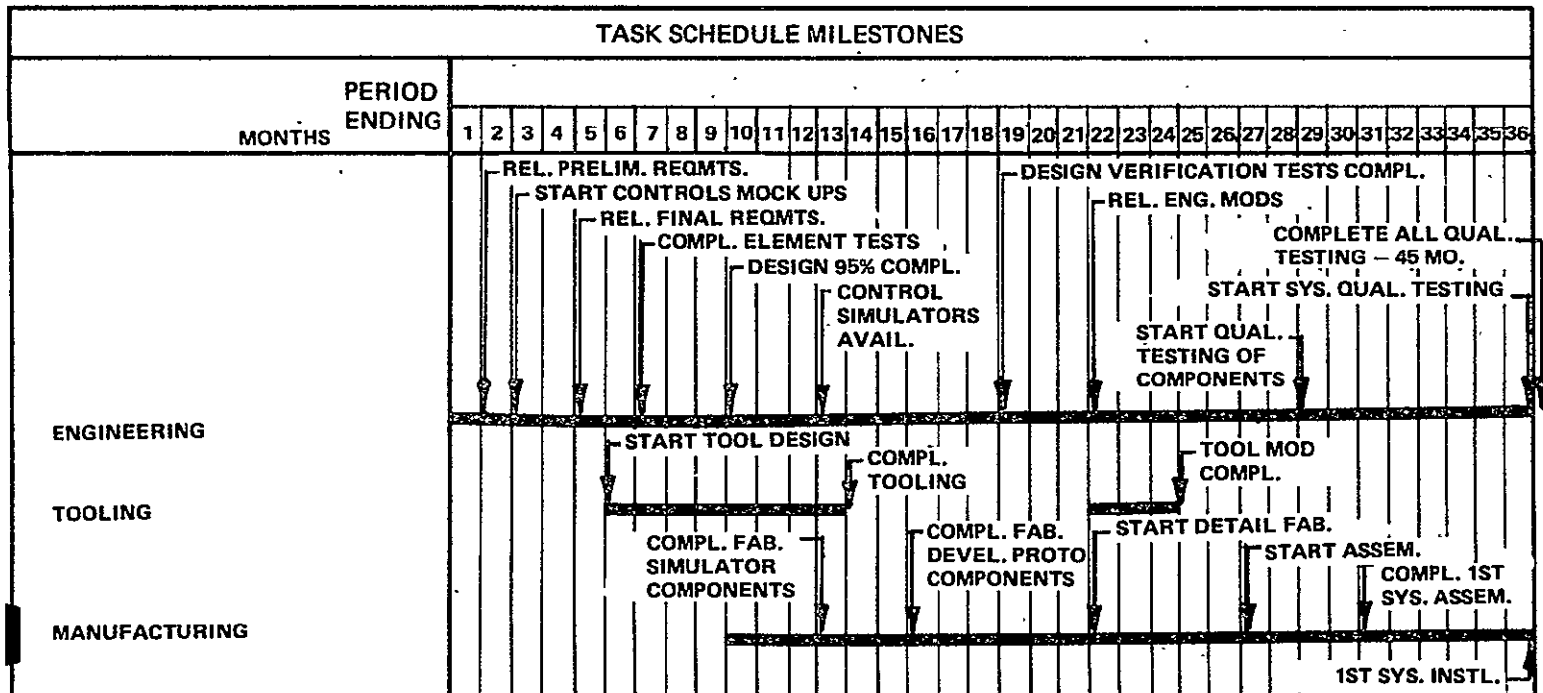 TASK SCHEDULE MILESTONES
PERIOD
ENDING
MONTHS
1 2 3 4 5 6 7 8 9 10 11 12 13 14 15 16 17 18 19 20 21 22 23 24 25 26 27 28 29 30 31 32 33 34 35 36
REL. PRELIM. REQMTS.
START CONTROLS MOCK UPS
REL. FINAL REQMTS.
COMPL. ELEMENT TESTS
DESIGN 95% COMPL.
CONTROL
SIMULATORS
AVAIL.
DESIGN VERIFICATION TESTS COMPL.
REL. ENG. MODS
COMPLETE ALL QUAL.
TESTING – 45 MO.
START SYS. QUAL. TESTING
START QUAL.
TESTING OF
COMPONENTS
ENGINEERING
START TOOL DESIGN
COMPL.
TOOLING
TOOL MOD
COMPL.
TOOLING
COMPL. FAB.
SIMULATOR
COMPONENTS
COMPL. FAB.
DEVEL. PROTO
COMPONENTS
START DETAIL FAB.
START ASSEM.
COMPL. 1ST
SYS. ASSEM.
MANUFACTURING
1ST SYS. INSTL.